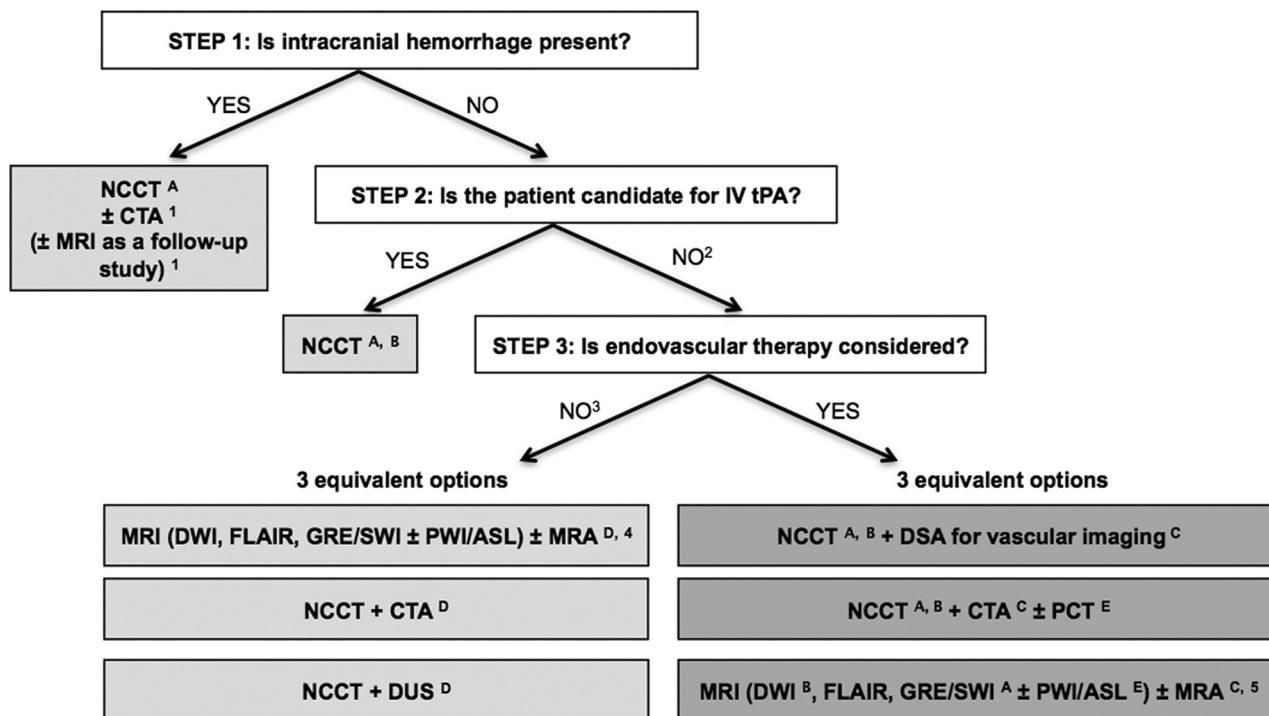 STEP 1: Is intracranial hemorrhage present?
YES
NO
NCCT A
± CTA 1
(± MRI as a follow-up
study) 1
STEP 2: Is the patient candidate for IV tPA?
YES
NO2
NCCT A, B
STEP 3: Is endovascular therapy considered?
NO3
YES
3 equivalent options
MRI (DWI, FLAIR, GRE/SWI ± PWI/ASL) ± MRA D, 4
NCCT + CTA D
NCCT + DUS D
3 equivalent options
NCCT A, B + DSA for vascular imaging C
NCCT A, B + CTA C ± PCT E
MRI (DWI B, FLAIR, GRE/SWI A ± PWI/ASL E) ± MRA C, 5